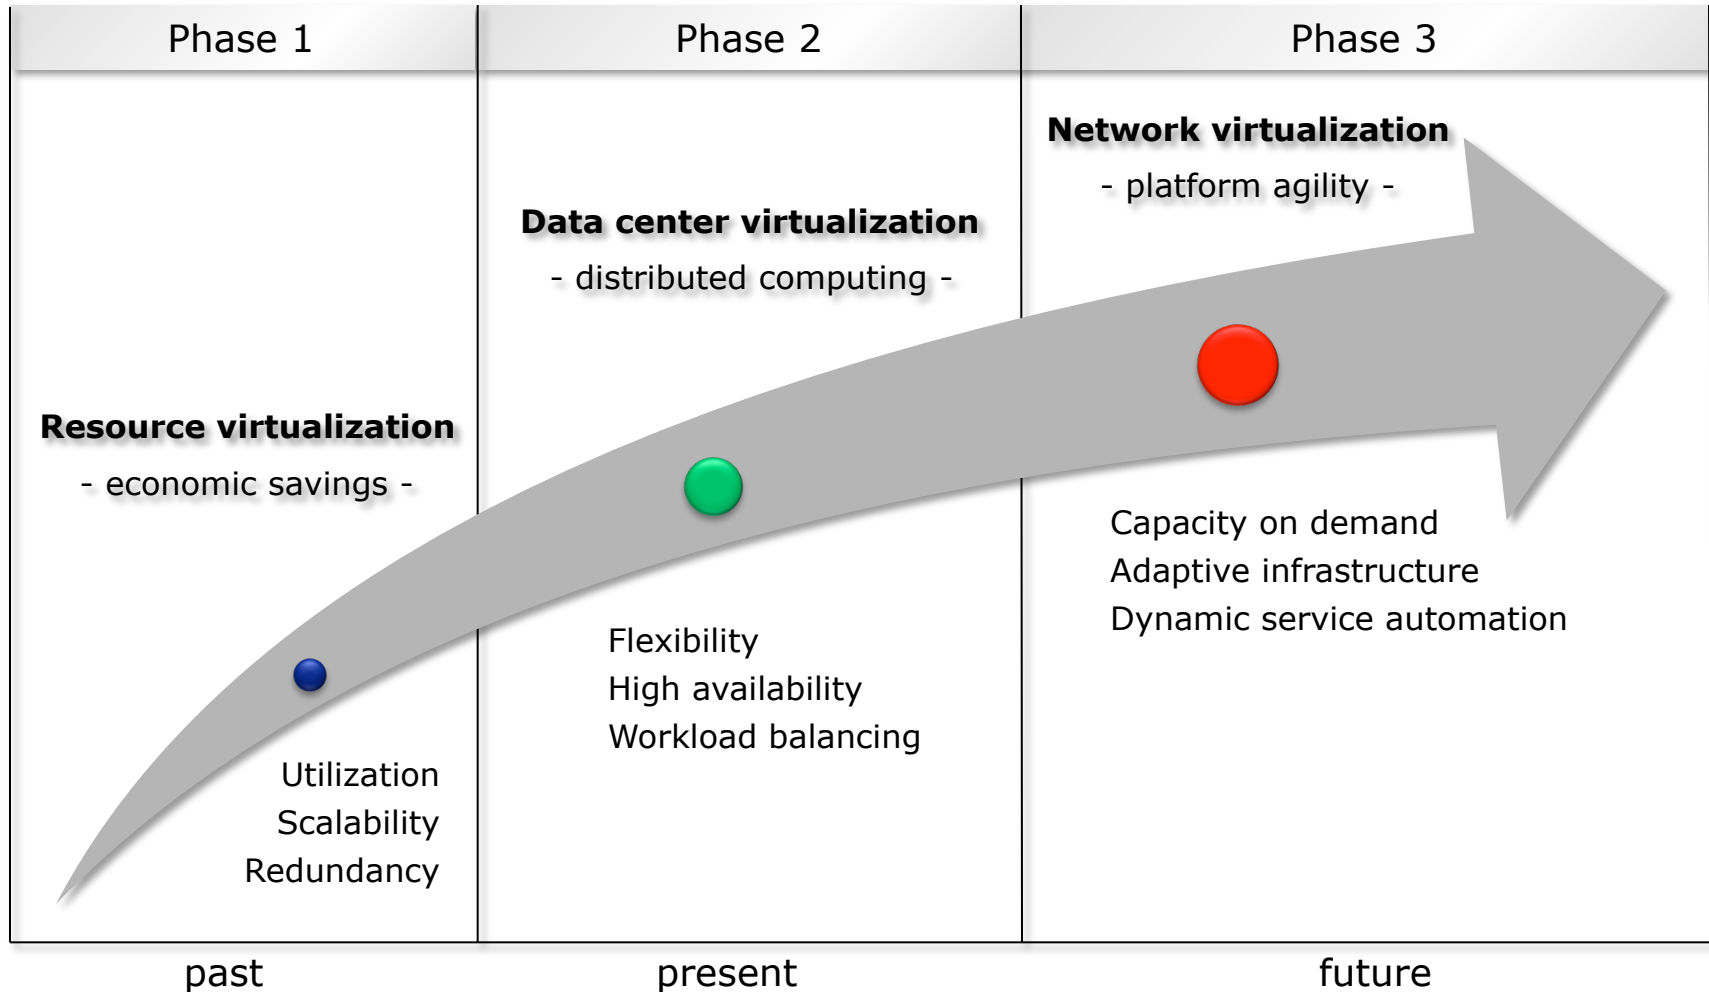 Phase 1
Phase 2
Phase 3
Resource virtualization
- economic savings -
Utilization
Scalability
Redundancy
Data center virtualization
- distributed computing -
Flexibility
High availability
Workload balancing
Network virtualization
- platform agility -
Capacity on demand
Adaptive infrastructure
Dynamic service automation
past
present
future